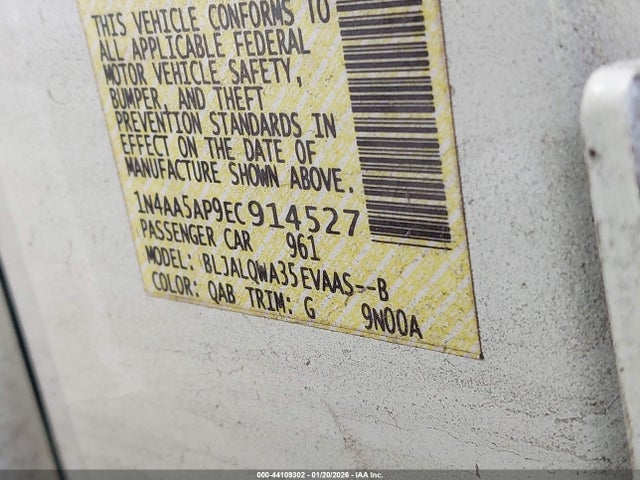 THIS VEHICLE CONFORMS TO
ALL APPLICABLE FEDERAL
MOTOR VEHICLE SAFETY,
BUMPER, AND THEFT
PREVENTION STANDARDS IN
EFFECT ON THE DATE OF
MANUFACTURE SHOWN ABOVE.
1N4AA5AP9EC914527
PASSENGER CAR 961
MODEL: BLJALQWA35EVAAS--B
COLOR: QAB TRIM: G 9N00A
000-44109302 - 01/20/2026 - IAA Inc.